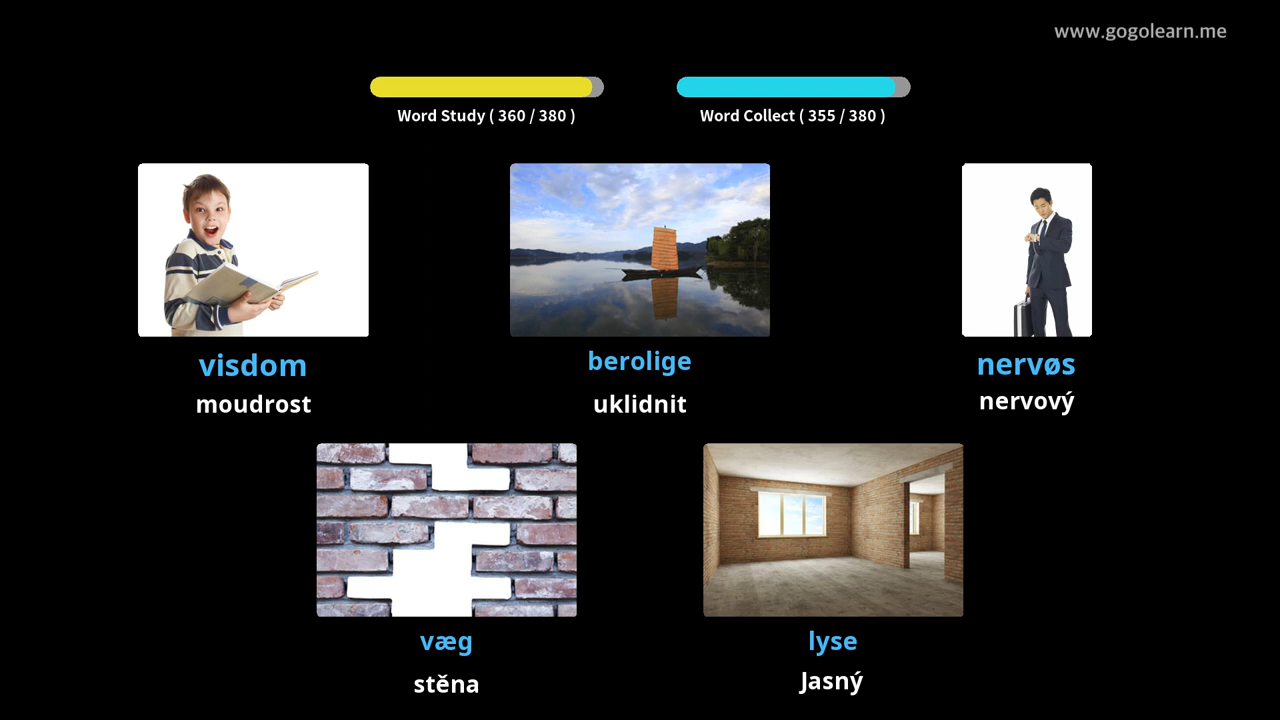 www.gogolearn.me
Word Study ( 360 / 380 )
Word Collect ( 355 / 380 )
visdom
moudrost
berolige
uklidnit
nervøs
nervový
væg
stěna
lyse
Jasný